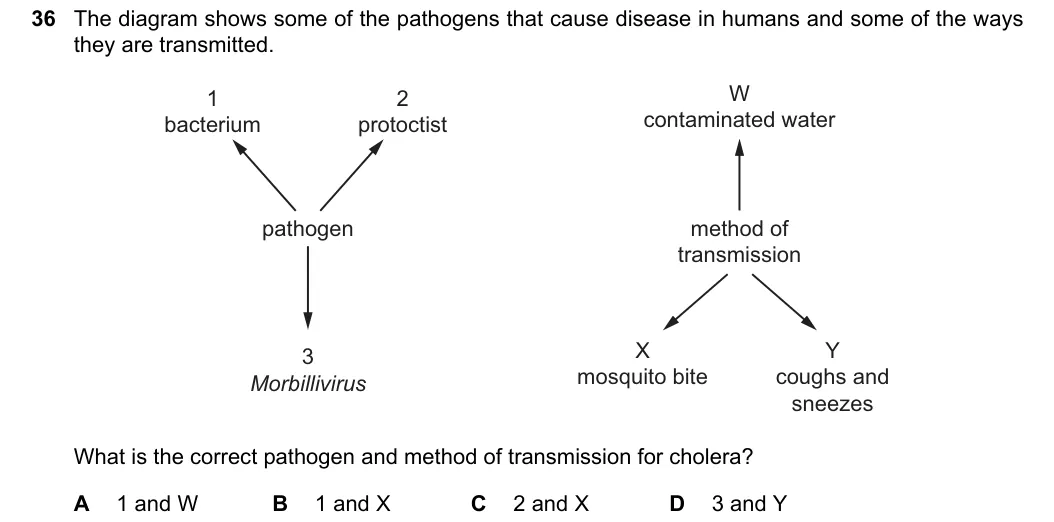 36 The diagram shows some of the pathogens that cause disease in humans and some of the ways
they are transmitted.
1
bacterium
2
protoctist
pathogen
3
Morbillivirus
W
contaminated water
method of
transmission
X
mosquito bite
Y
coughs and
sneezes
What is the correct pathogen and method of transmission for cholera?
A 1 and W B 1 and X C 2 and X D 3 and Y